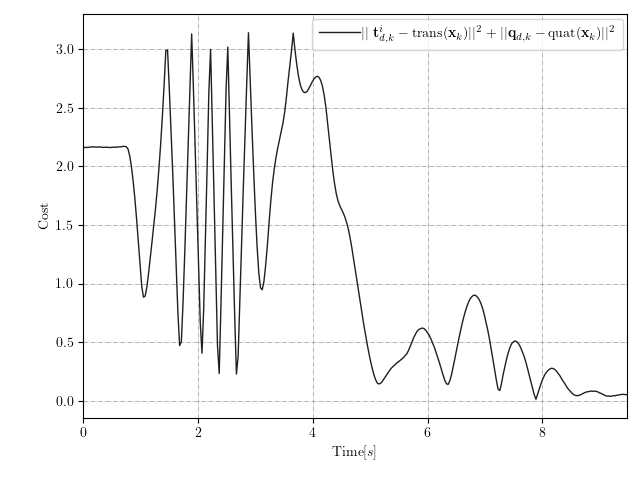 || t^i_{d,k} − trans(x_k)||² + ||q_{d,k} − quat(x_k)||²
3.0
2.5
2.0
1.5
1.0
0.5
0.0
Cost
0 2 4 6 8
Time[s]